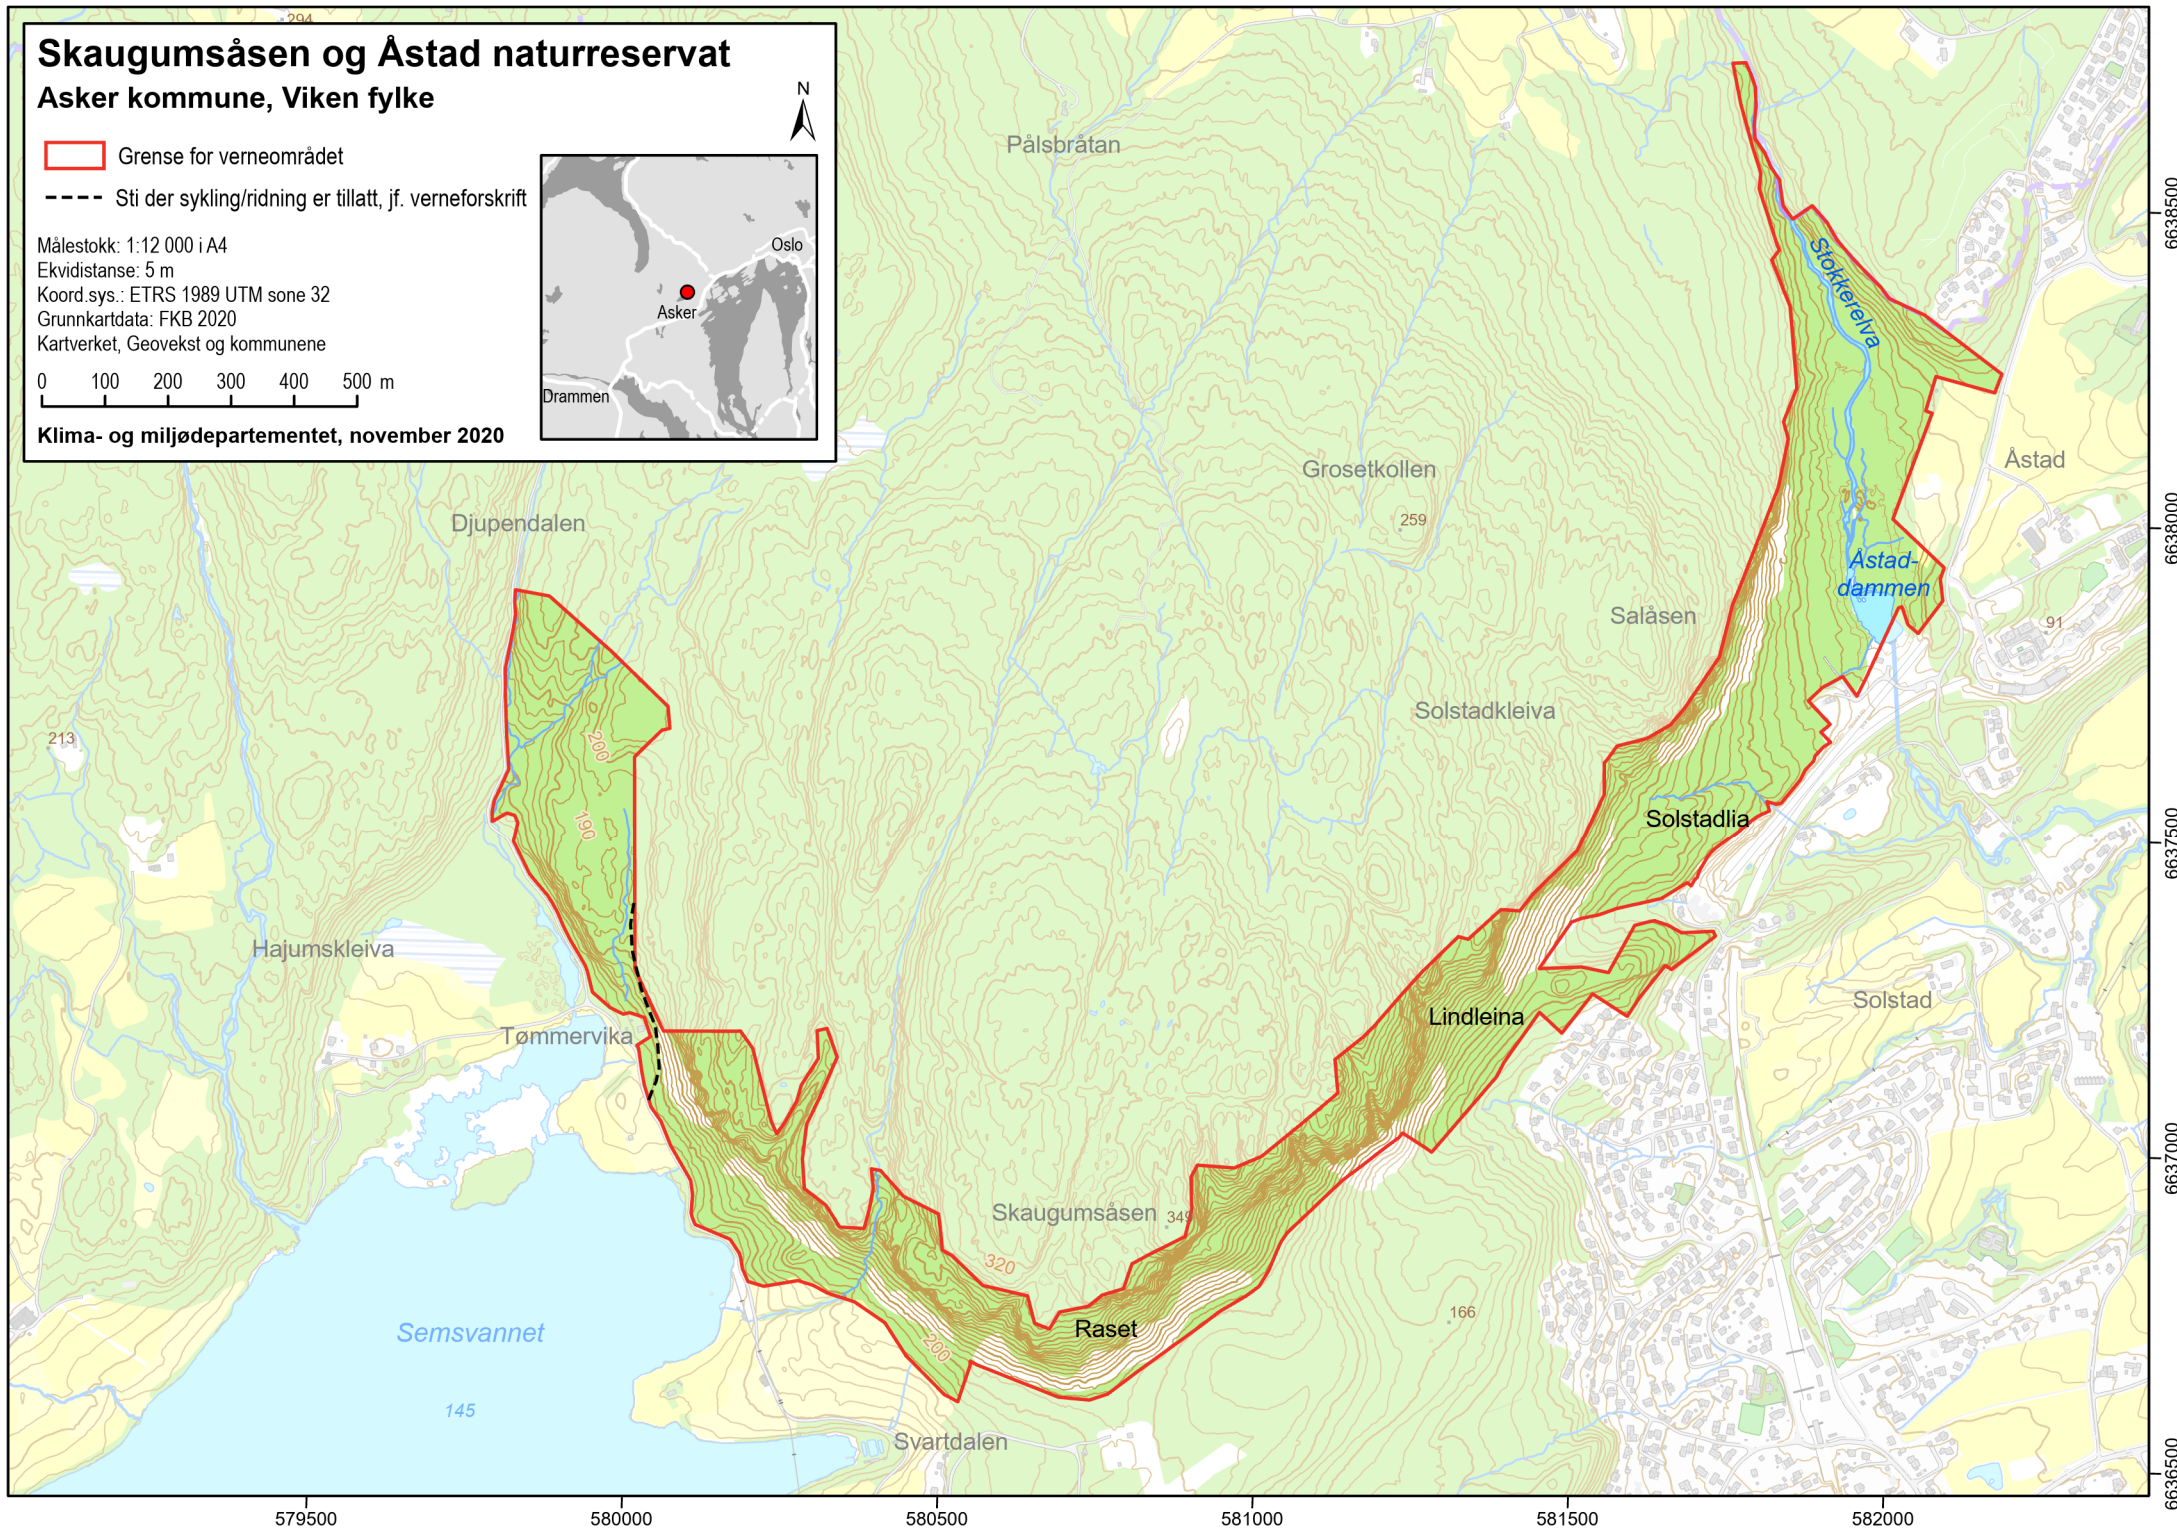 294
Skaugumsåsen og Åstad naturreservat
Asker kommune, Viken fylke
N
Grense for verneområdet
Sti der sykling/ridning er tillatt, jf. verneforskrift
Målestokk: 1:12 000 i A4
Ekvidistanse: 5 m
Koord.sys.: ETRS 1989 UTM sone 32
Grunnkartdata: FKB 2020
Kartverket, Geovekst og kommunene
0 100 200 300 400 500 m
Klima- og miljødepartementet, november 2020
Oslo
Asker
Drammen
Pålsbråtan
Stokkerelva
6638500
Grosetkollen
Åstad
259
Djupendalen
6638000
Åstad-
dammen
Salåsen
91
Solstadkleiva
213
200
190
Solstadlia
6637500
Hajumskleiva
Solstad
Lindleina
Tømmervika
6637000
Skaugumsåsen
349
320
166
Raset
Semsvannet
200
145
Svartdalen
6636500
579500
580000
580500
581000
581500
582000